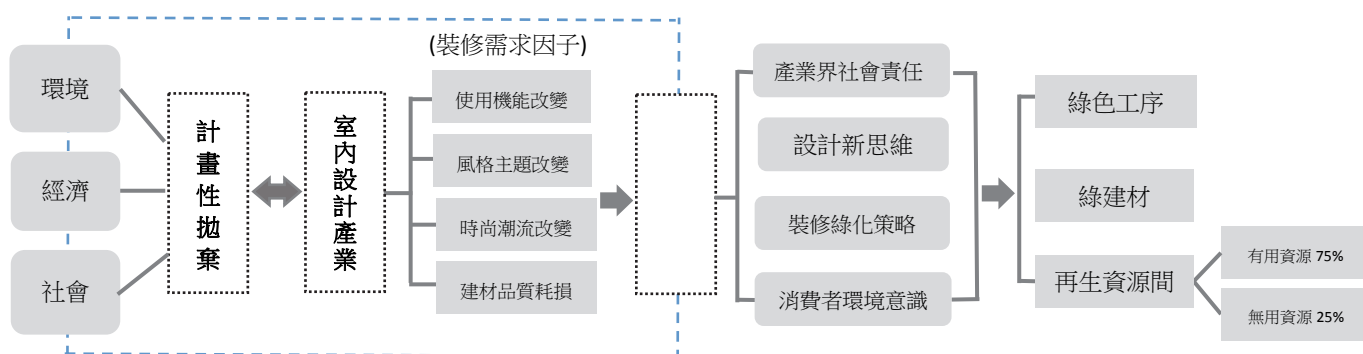 環境
經濟
社會
計畫性拋棄
室內設計產業
(裝修需求因子)
使用機能改變
風格主題改變
時尚潮流改變
建材品質耗損
產業界社會責任
設計新思維
裝修綠化策略
消費者環境意識
綠色工序
綠建材
再生資源間
有用資源 75%
無用資源 25%